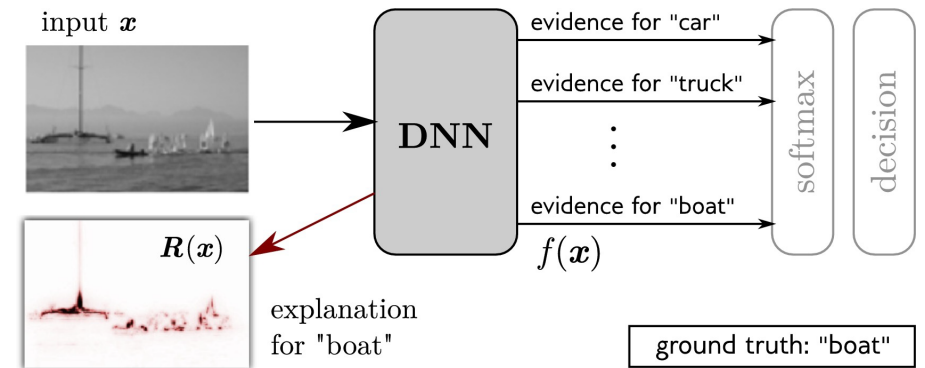 input x
DNN
evidence for "car"
evidence for "truck"
evidence for "boat"
f(x)
softmax
decision
R(x)
explanation
for "boat"
ground truth: "boat"